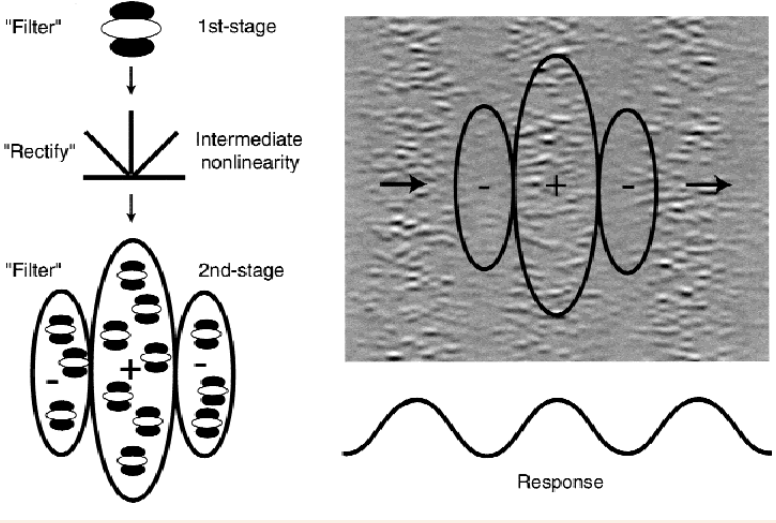 "Filter"
1st-stage
"Rectify"
Intermediate
nonlinearity
"Filter"
2nd-stage
- + -
- + -
Response